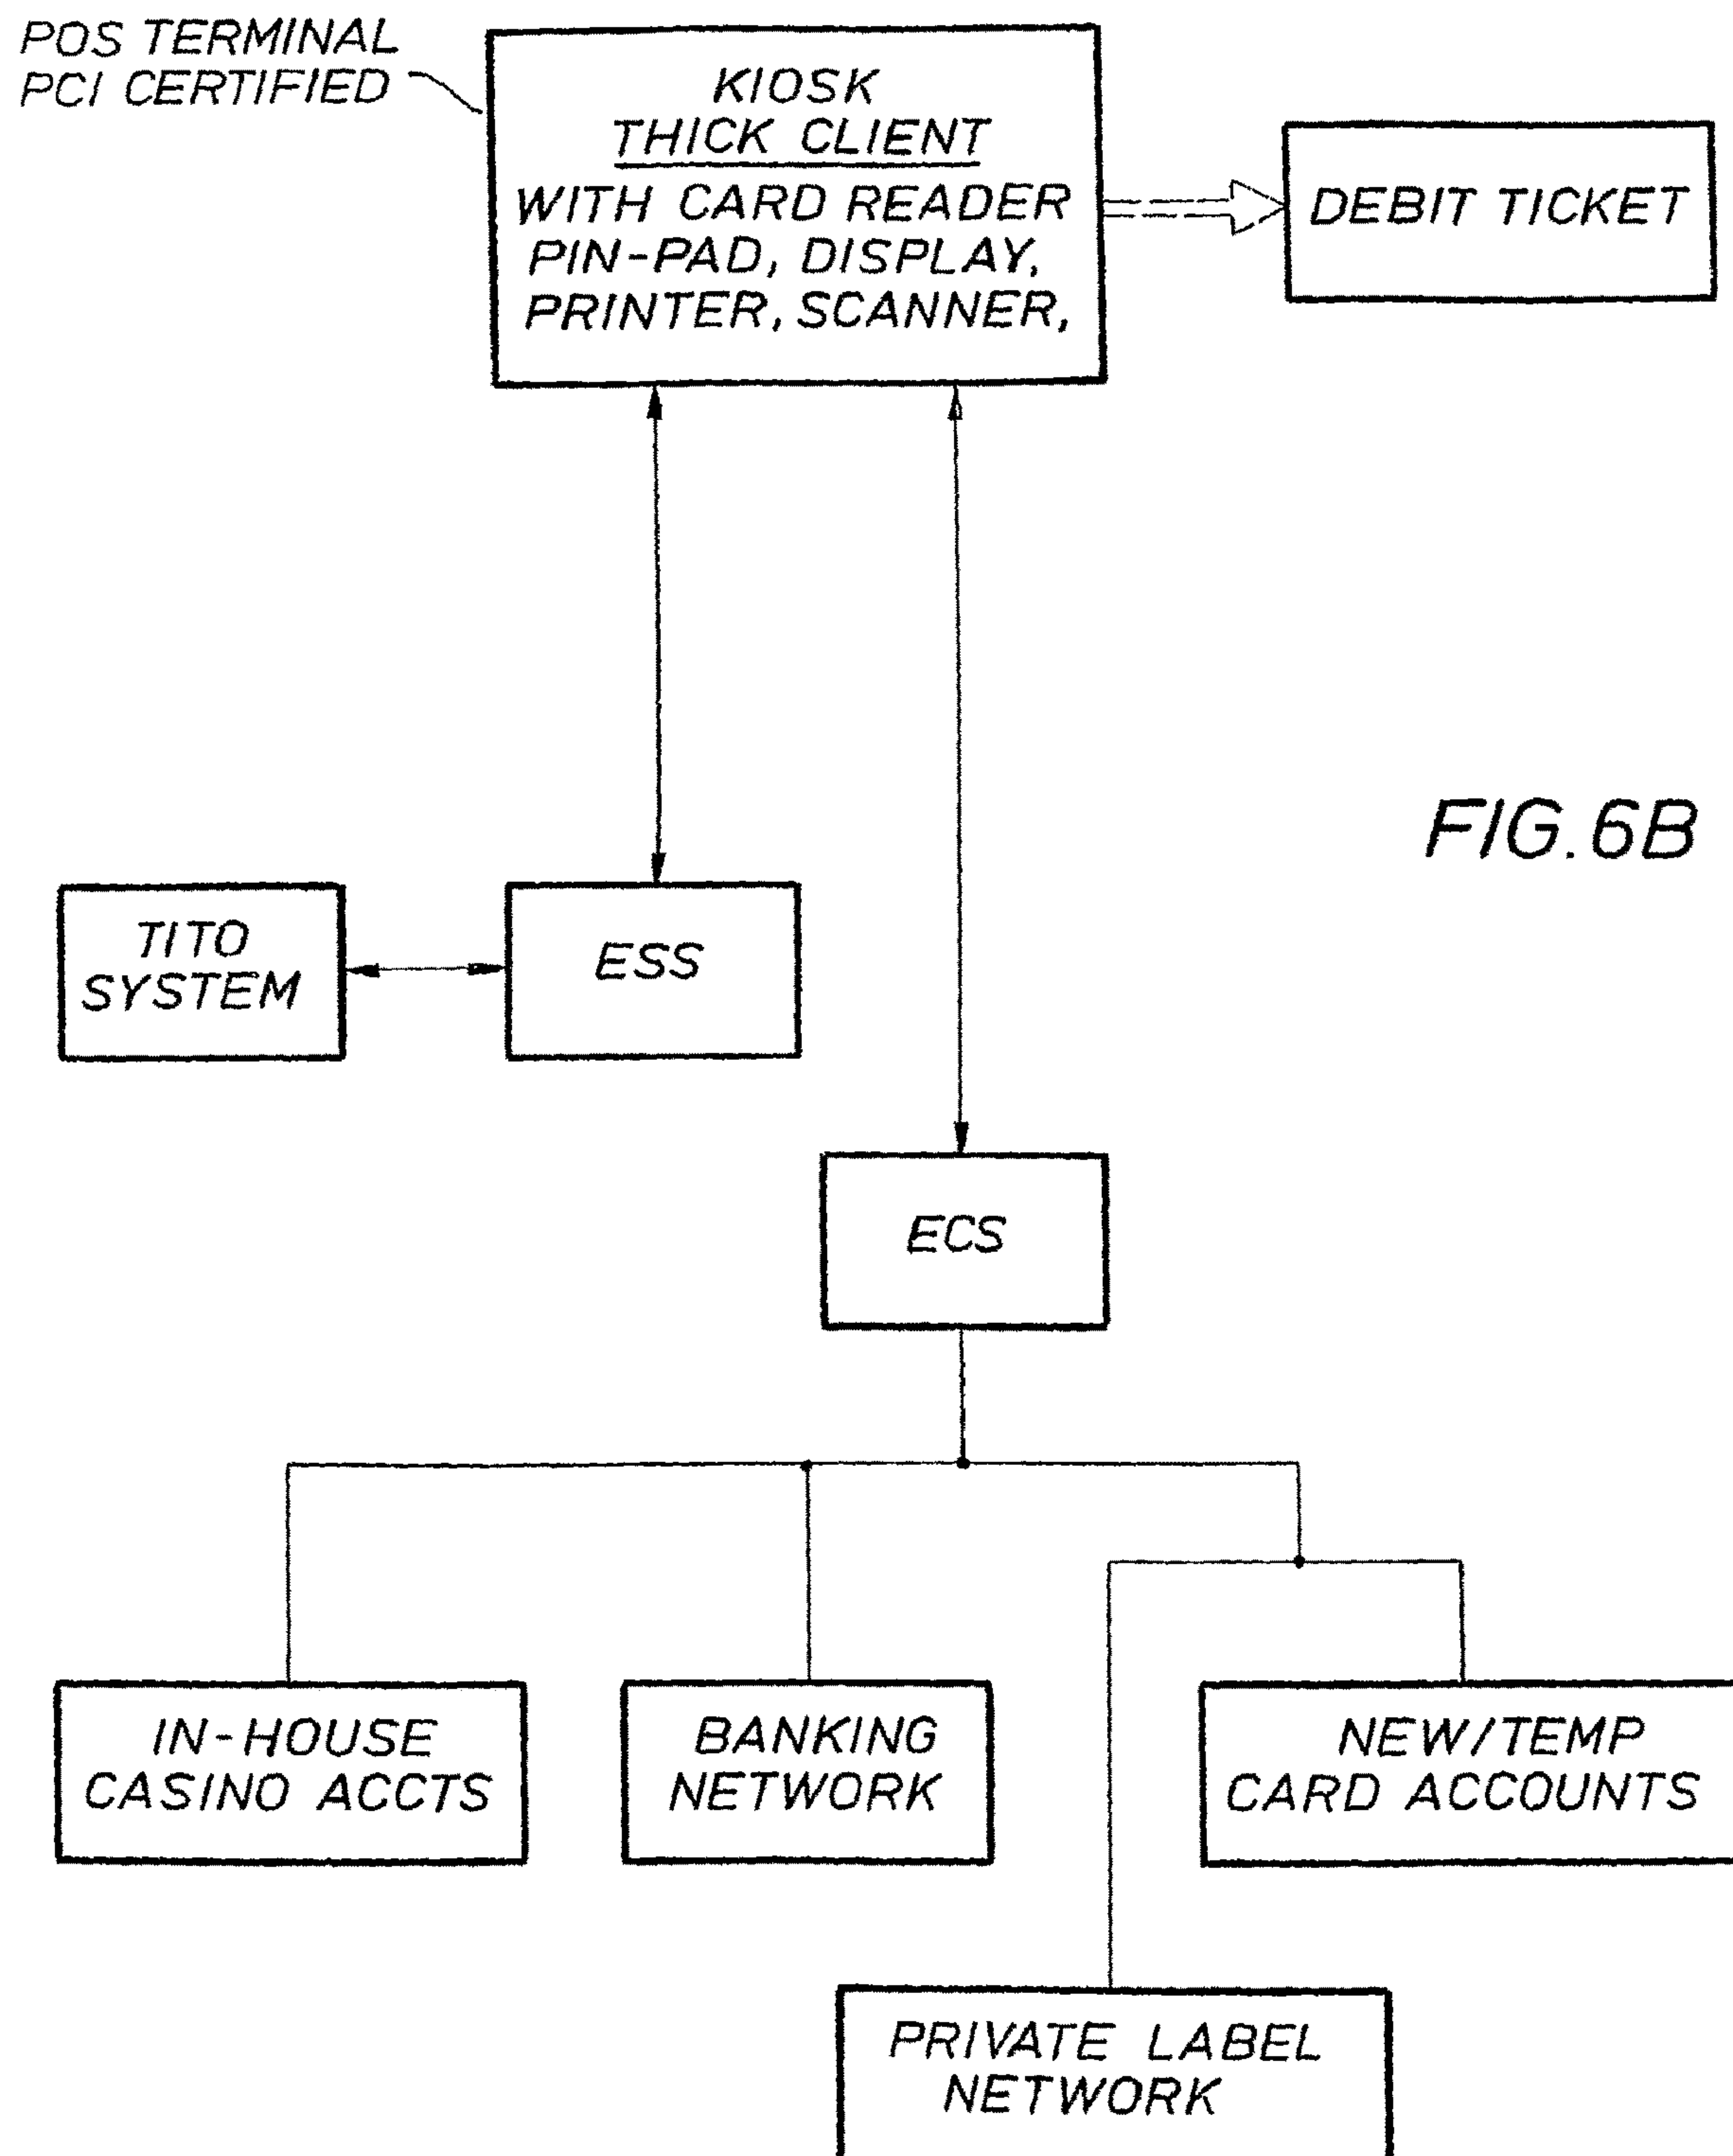 POS TERMINAL
PCI CERTIFIED
KIOSK
THICK CLIENT
WITH CARD READER
PIN-PAD, DISPLAY,
PRINTER, SCANNER,
DEBIT TICKET
FIG. 6B
TITO
SYSTEM
ESS
ECS
IN-HOUSE
CASINO ACCTS
BANKING
NETWORK
NEW/TEMP
CARD ACCOUNTS
PRIVATE LABEL
NETWORK